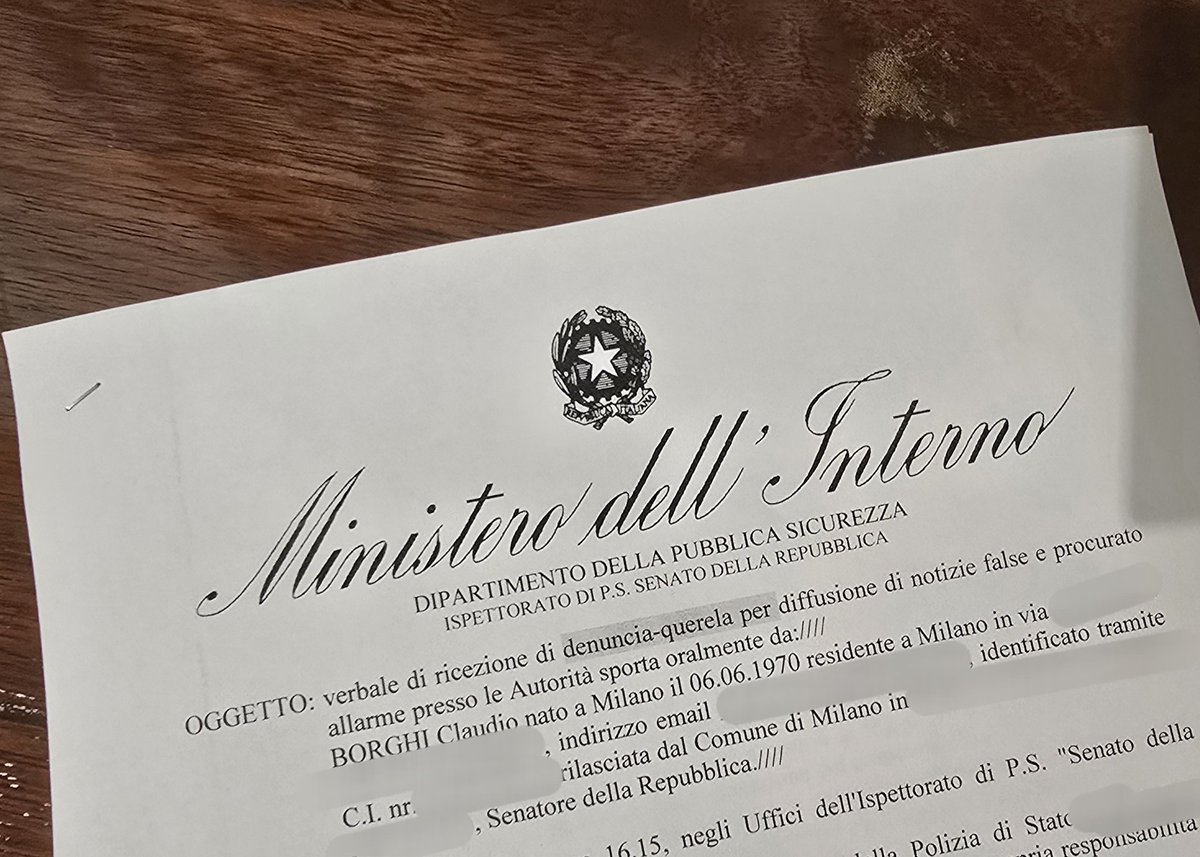 REPVBBLICA ITALIANA
Ministero dell'Interno
DIPARTIMENTO DELLA PUBBLICA SICUREZZA
ISPETTORATO DI P.S. SENATO DELLA REPUBBLICA
OGGETTO: verbale di ricezione di denuncia-querela per diffusione di notizie false e procurato
allarme presso le Autorità sporta oralmente da:////
BORGHI Claudio nato a Milano il 06.06.1970 residente a Milano in via
, indirizzo email , identificato tramite
C.I. nr. rilasciata dal Comune di Milano in
, Senatore della Repubblica.////
16.15, negli Uffici dell'Ispettorato di P.S. "Senato della
della Polizia di Stato
responsabilità